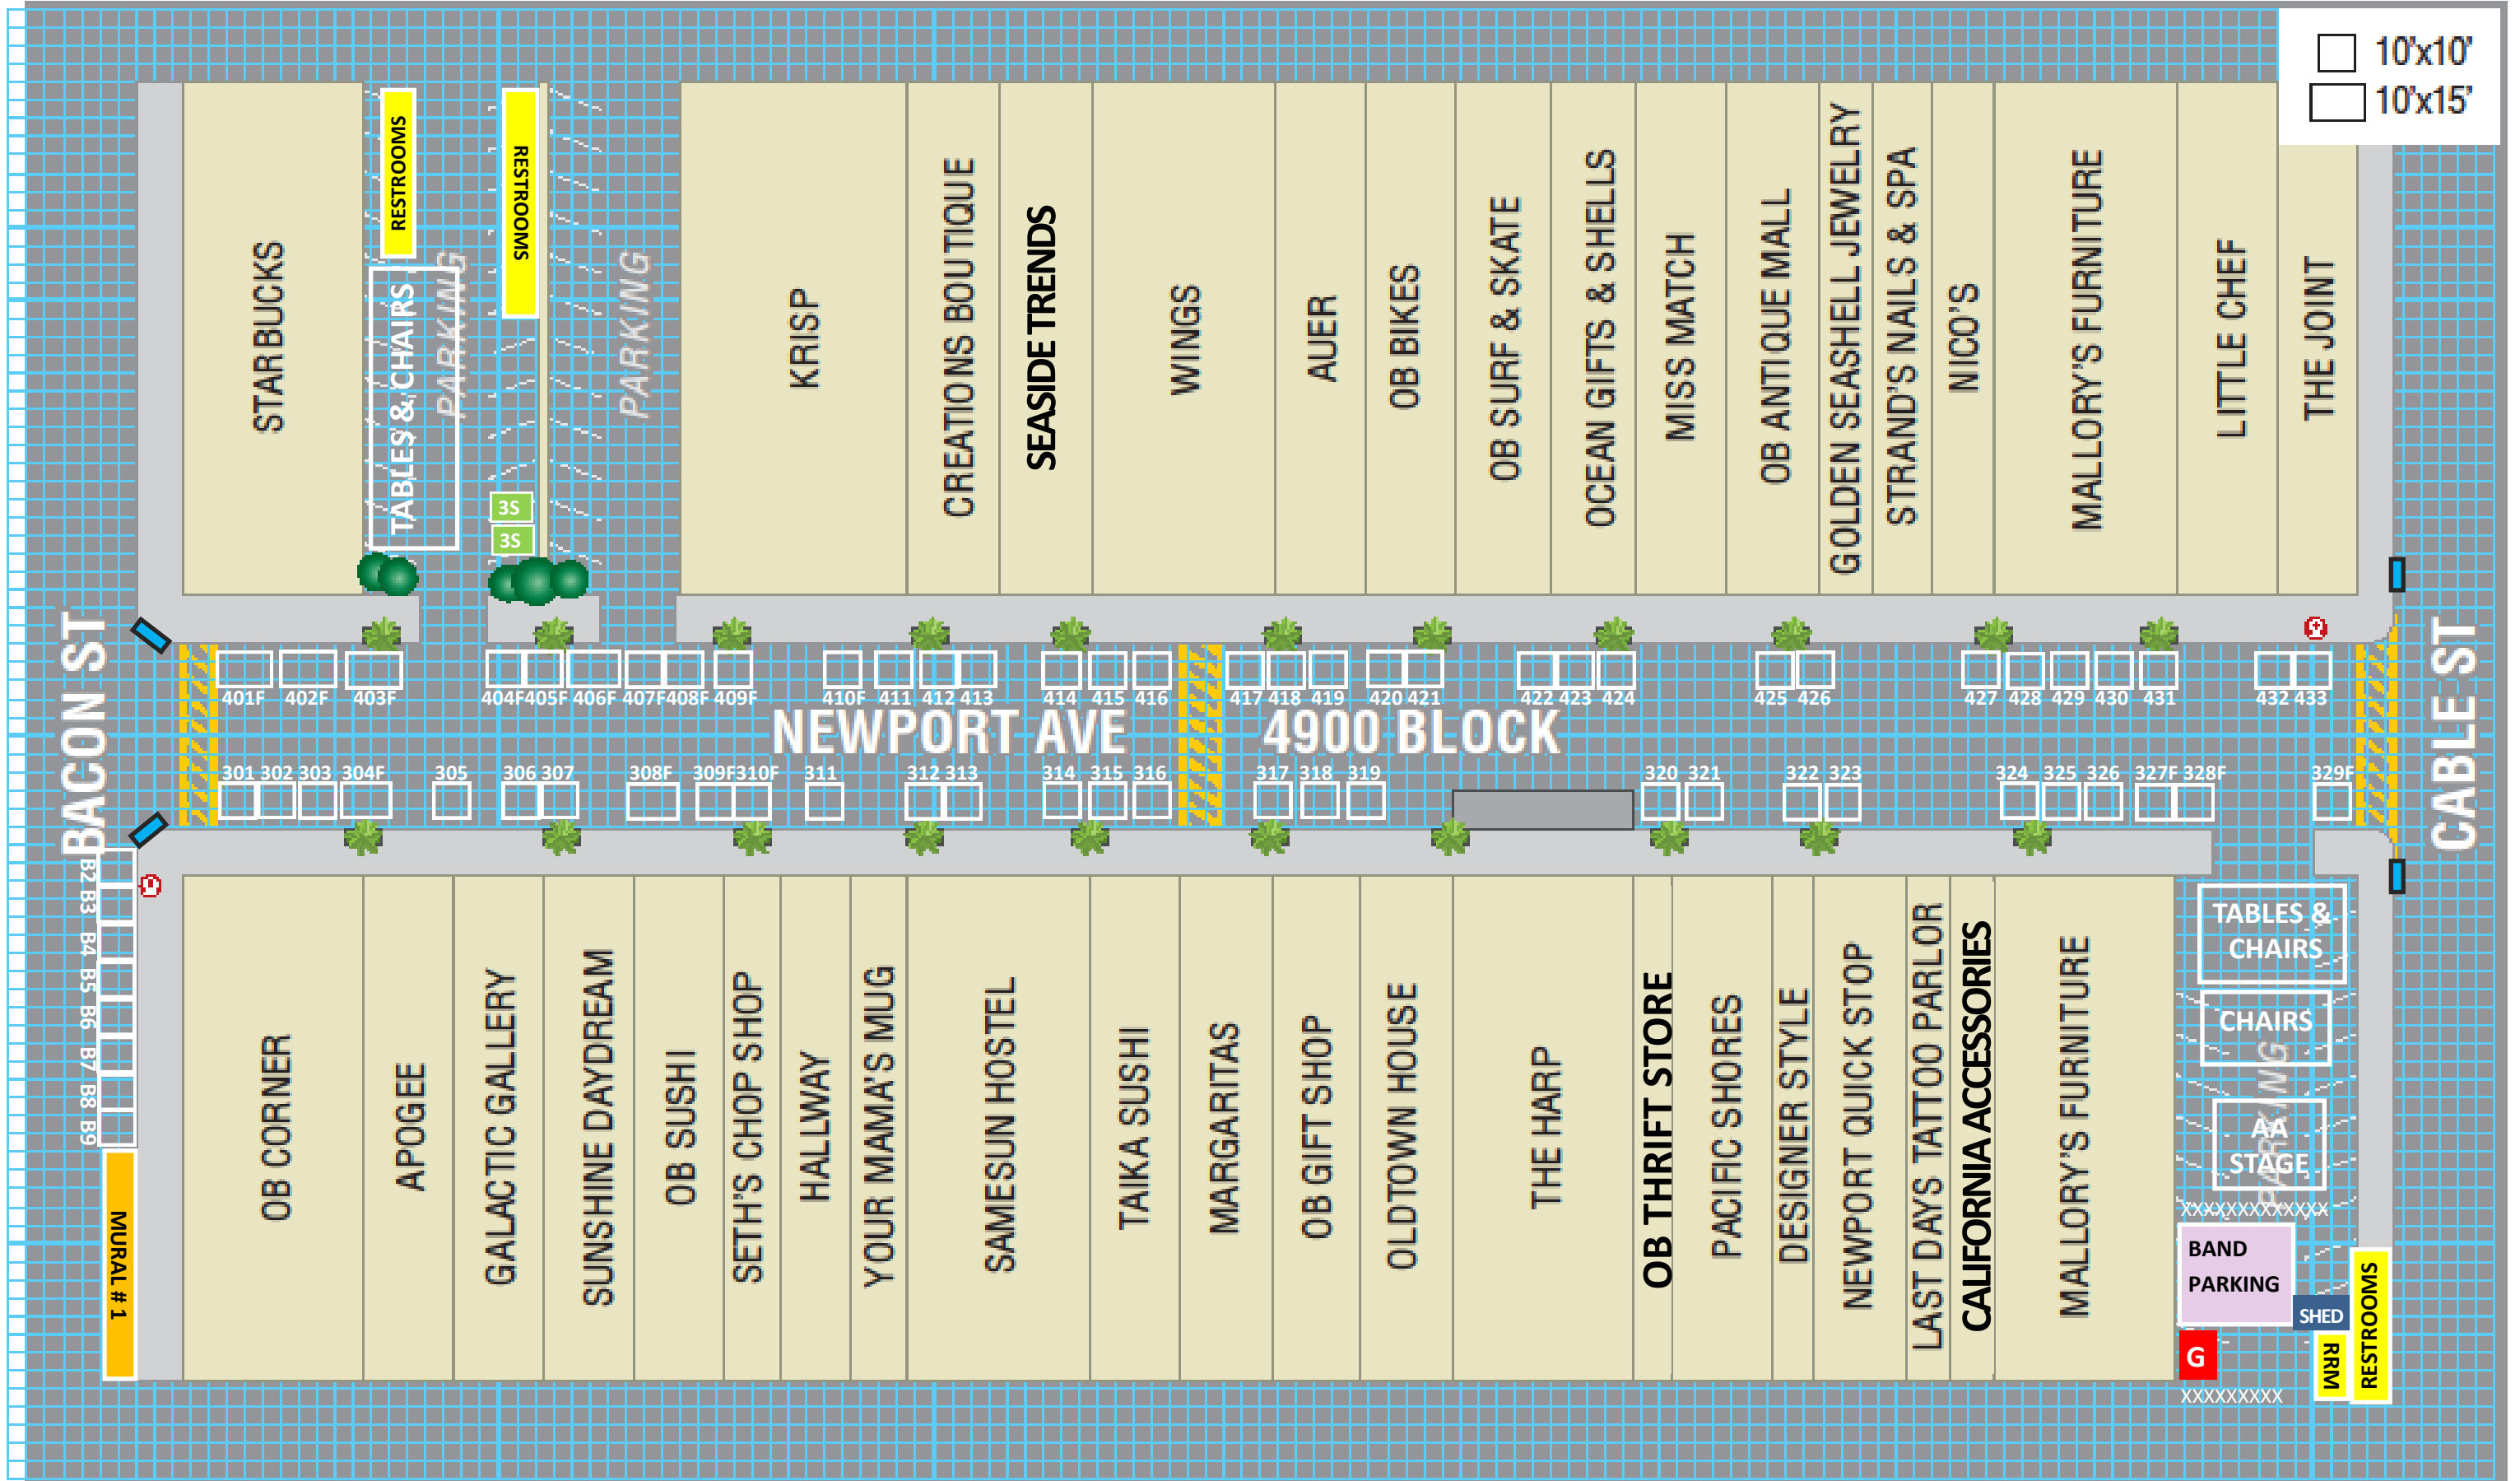 10'x10'
10'x15'
STARBUCKS
RESTROOMS
TABLES & CHAIRS
PARKING
RESTROOMS
3S
3S
PARKING
KRISP
CREATIONS BOUTIQUE
SEASIDE TRENDS
WINGS
AUER
OB BIKES
OB SURF & SKATE
OCEAN GIFTS & SHELLS
MISS MATCH
OB ANTIQUE MALL
GOLDEN SEASHELL JEWELRY
STRAND'S NAILS & SPA
NICO'S
MALLORY'S FURNITURE
LITTLE CHEF
THE JOINT
BACON ST
401F 402F 403F 404F 405F 406F 407F 408F 409F 410F 411 412 413 414 415 416 417 418 419 420 421 422 423 424 425 426 427 428 429 430 431 432 433
NEWPORT AVE 4900 BLOCK
CABLE ST
301 302 303 304F 305 306 307 308F 309F 310F 311 312 313 314 315 316 317 318 319 320 321 322 323 324 325 326 327F 328F 329F
B2
B3
B4
B5
B6
B7
B8
B9
MURAL # 1
OB CORNER
APOGEE
GALACTIC GALLERY
SUNSHINE DAYDREAM
OB SUSHI
SETH'S CHOP SHOP
HALLWAY
YOUR MAMA'S MUG
SAMESUN HOSTEL
TAIKA SUSHI
MARGARITAS
OB GIFT SHOP
OLDTOWN HOUSE
THE HARP
OB THRIFT STORE
PACIFIC SHORES
DESIGNER STYLE
NEWPORT QUICK STOP
LAST DAYS TATTOO PARLOR
CALIFORNIA ACCESSORIES
MALLORY'S FURNITURE
TABLES &
CHAIRS
CHAIRS
PARKING
AA
STAGE
XXXXXXXXXXXXX
BAND
PARKING
SHED
G
RRM
RESTROOMS
XXXXXXXXX